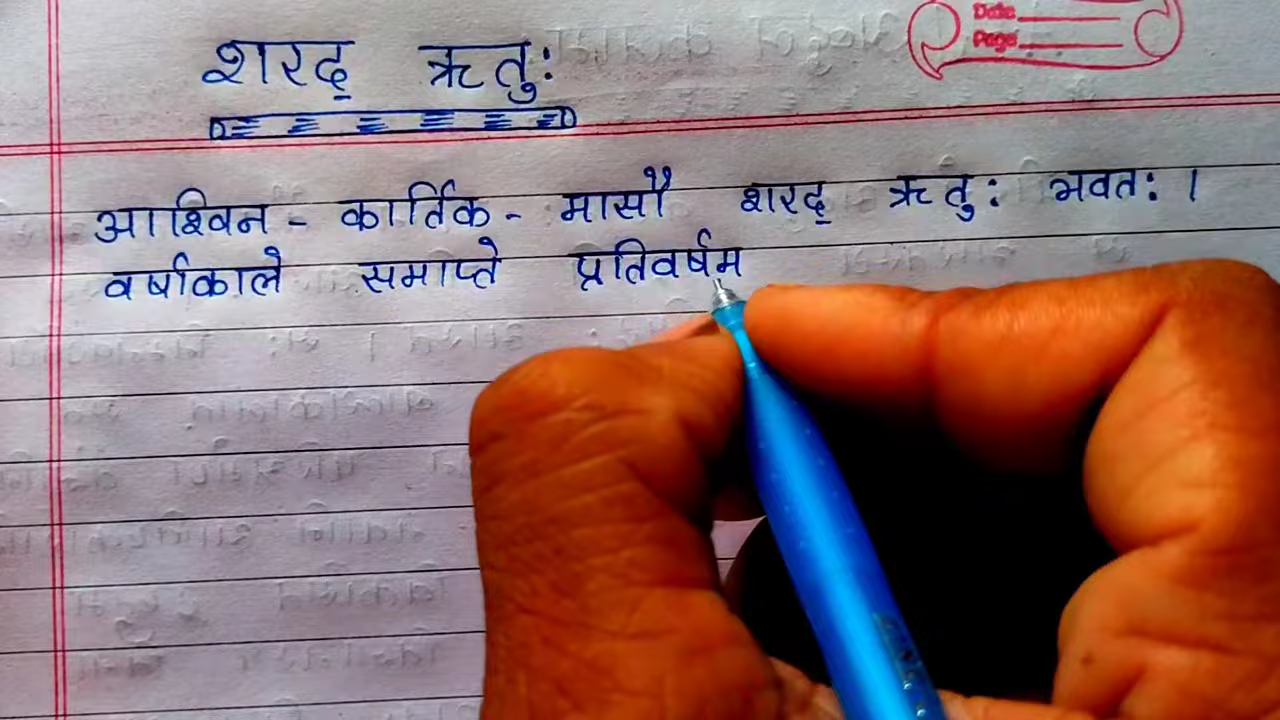 Date
Page
शरद् ऋतुः
आश्विन - कार्तिक - मासौ शरद् ऋतुः भवतः ।
वर्षाकाले समाप्ते प्रतिवर्षम